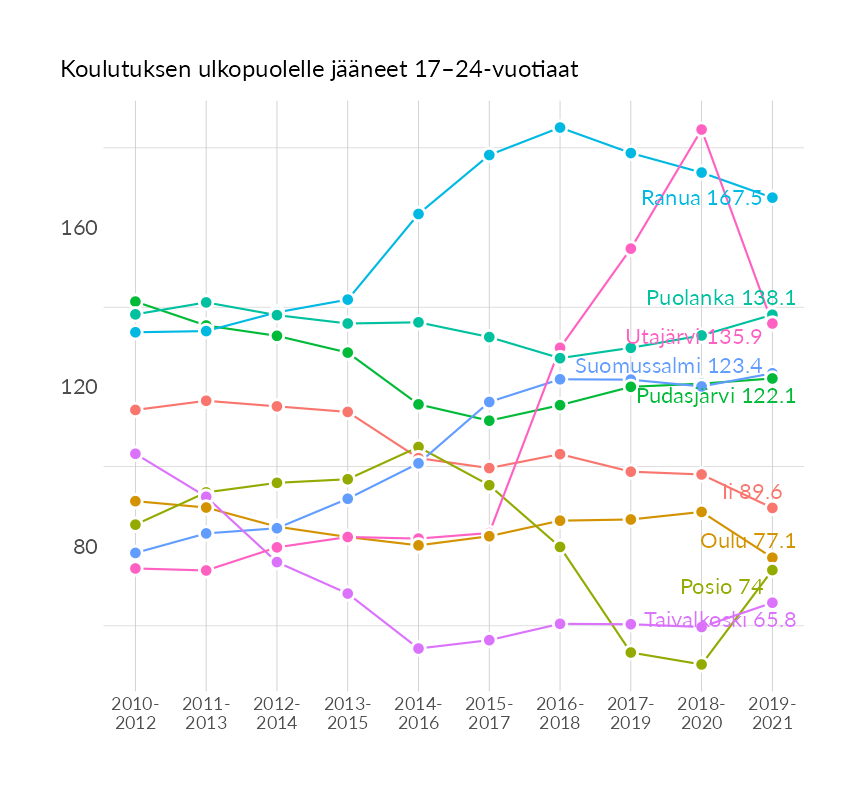 Koulutuksen ulkopuolelle jääneet 17–24-vuotiaat
160
120
80
Ranua 167.5
Puolanka 138.1
Utajärvi 135.9
Suomussalmi 123.4
Pudasjärvi 122.1
Ii 89.6
Oulu 77.1
Posio 74
Taivalkoski 65.8
2010-
2012
2011-
2013
2012-
2014
2013-
2015
2014-
2016
2015-
2017
2016-
2018
2017-
2019
2018-
2020
2019-
2021